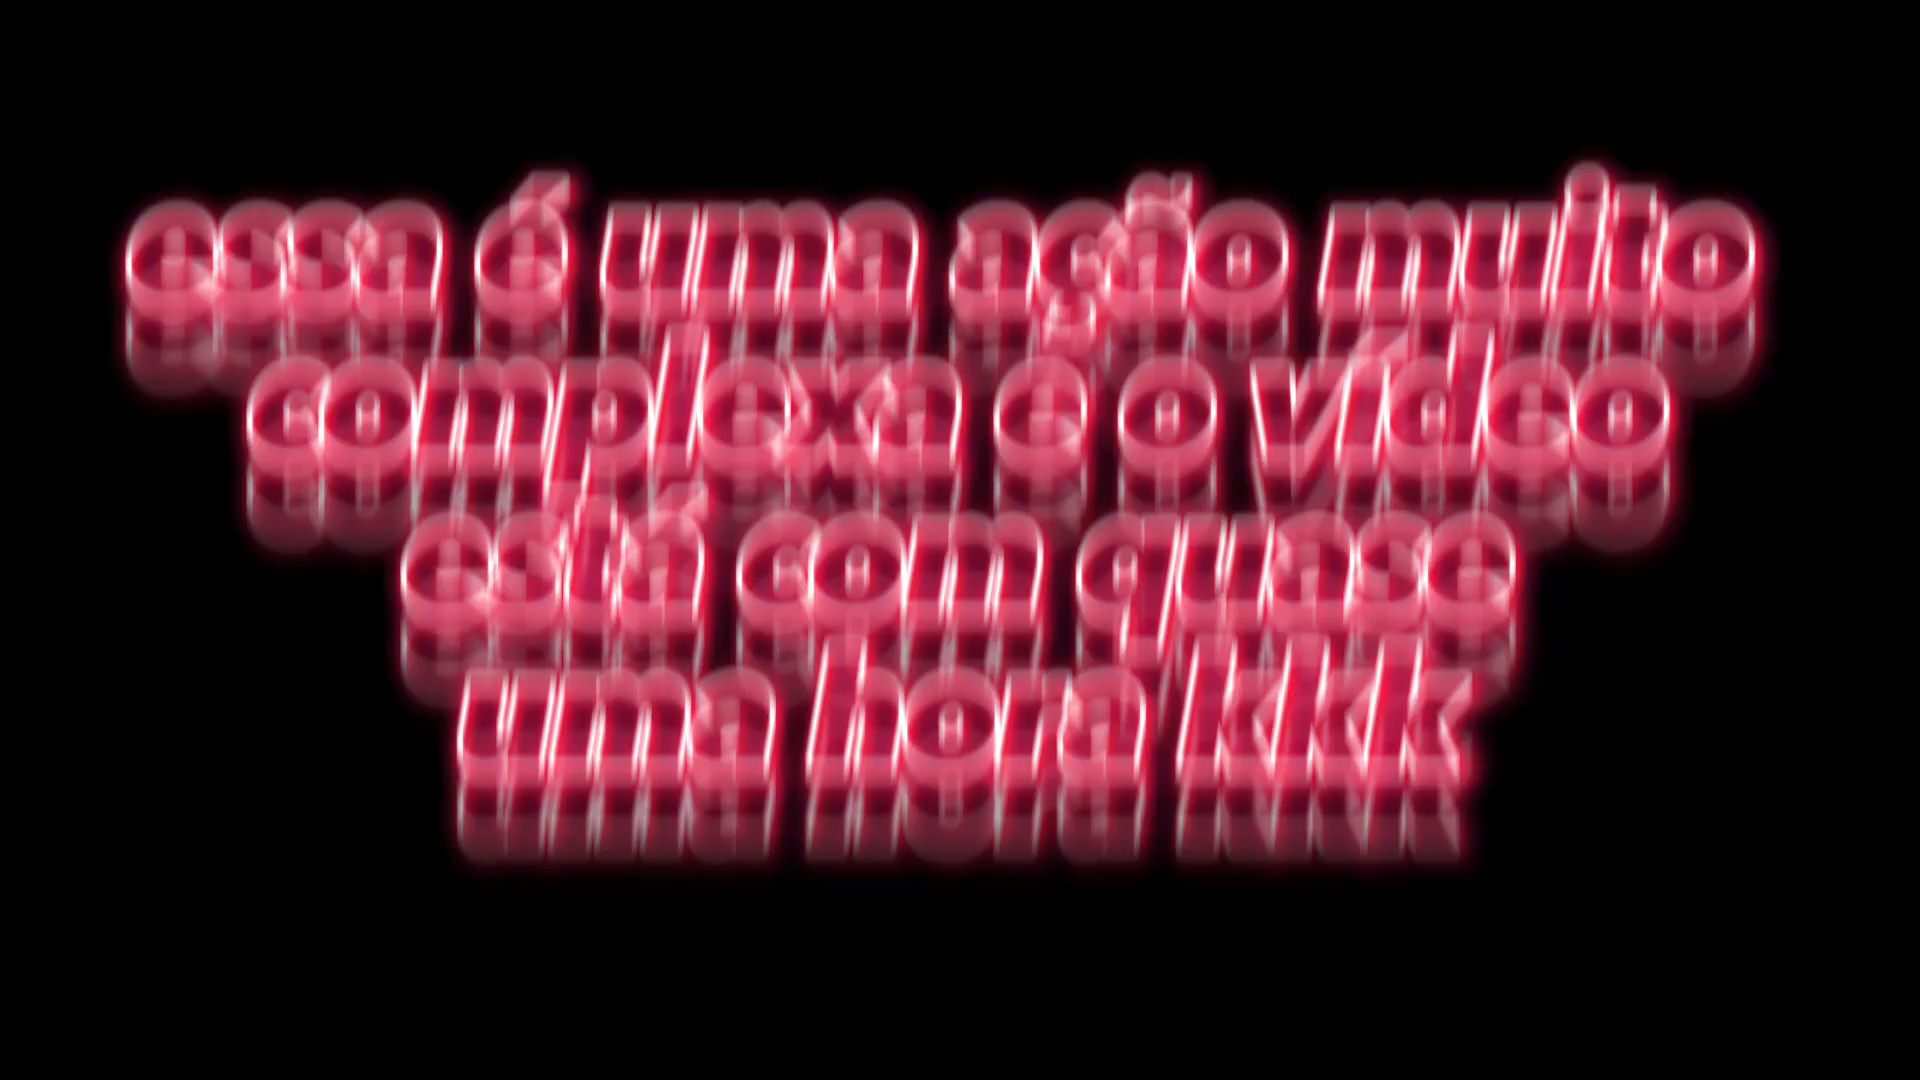 essa é uma ação muito
complexa e o vídeo
está com quase
uma hora kkk